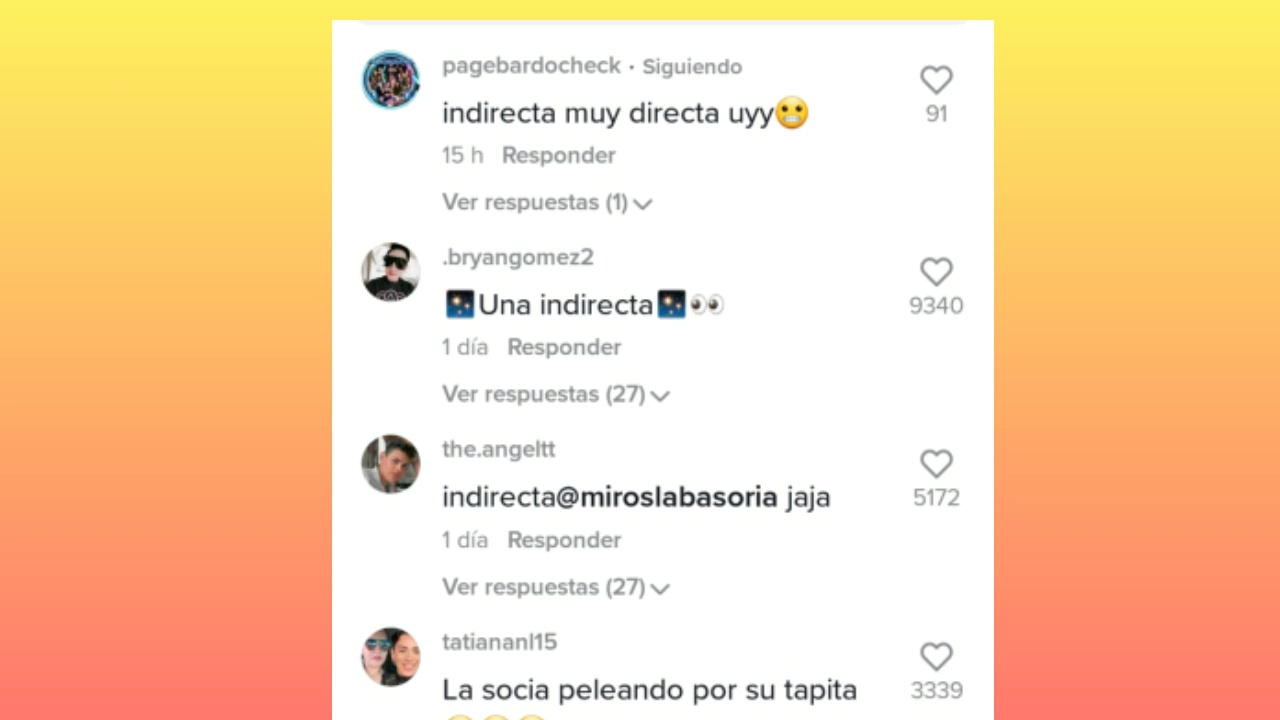 pagebardocheck · Siguiendo
indirecta muy directa uyy😬
91
15 h Responder
Ver respuestas (1)
.bryangomez2
🎇Una indirecta🎇👀
9340
1 día Responder
Ver respuestas (27)
the.angeltt
indirecta@miroslabasoria jaja
5172
1 día Responder
Ver respuestas (27)
tatiananl15
La socia peleando por su tapita
3339